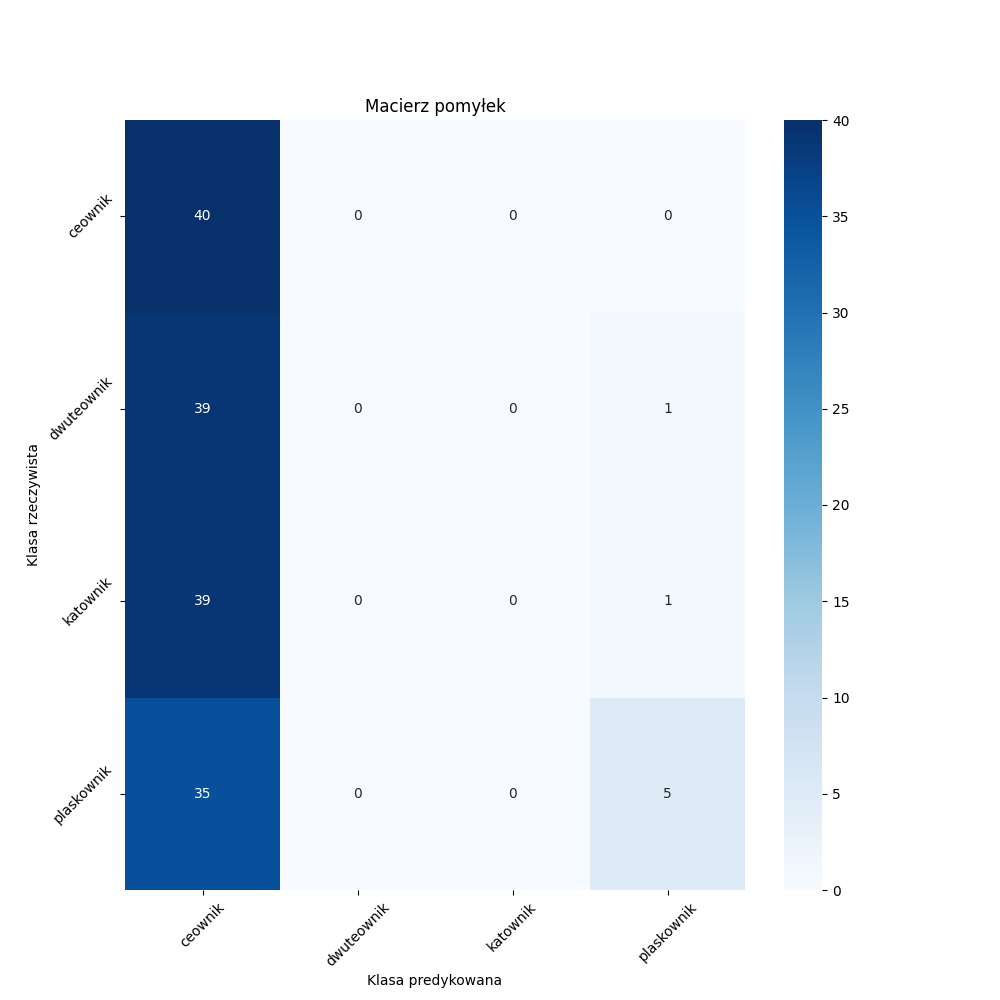 Macierz pomyłek
ceownik 40 0 0 0
dwuteownik 39 0 0 1
katownik 39 0 0 1
plaskownik 35 0 0 5
Klasa rzeczywista
ceownik dwuteownik katownik plaskownik
Klasa predykowana
40
35
30
25
20
15
10
5
0